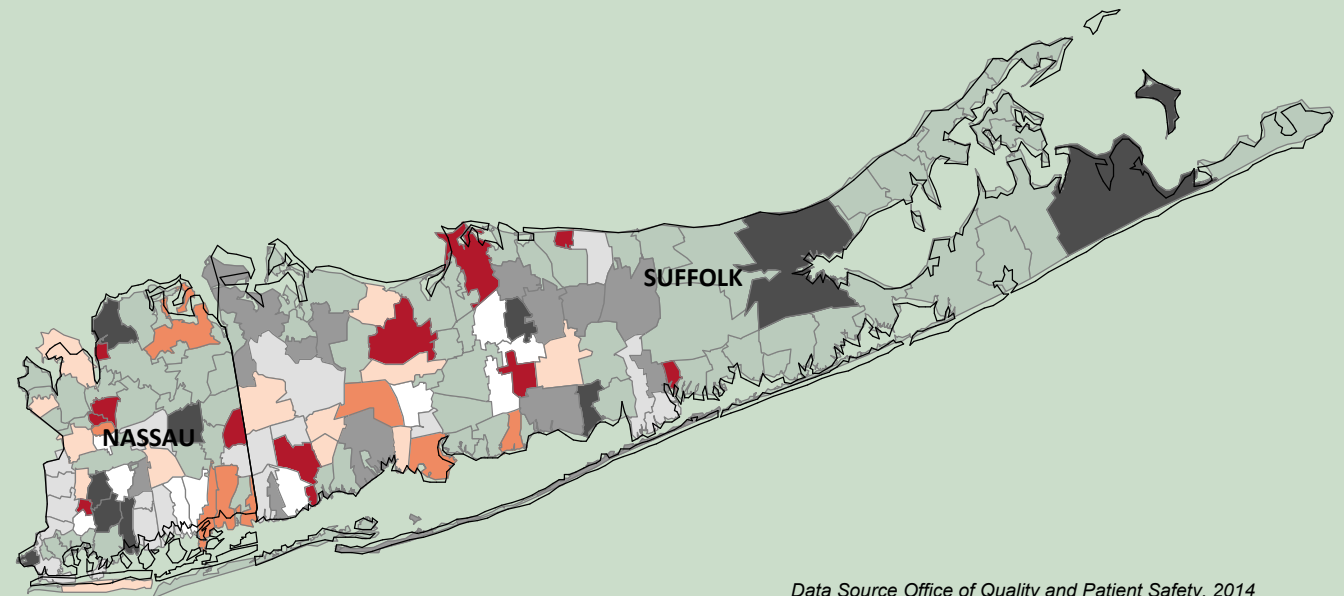 SUFFOLK
NASSAU
Data Source Office of Quality and Patient Safety, 2014